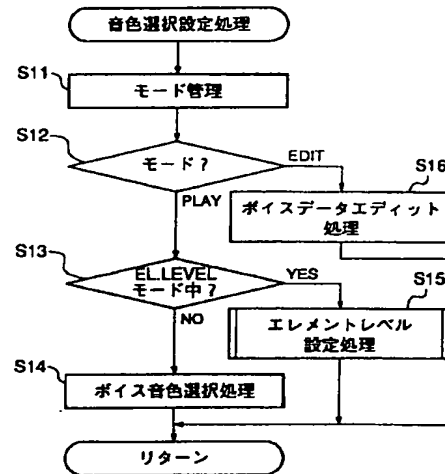 音色選択設定処理
S11
モード管理
S12
モード?
EDIT
PLAY
S16
ボイスデータエディット
処理
S13
EL.LEVEL
モード中?
YES
NO
S15
エレメントレベル
設定処理
S14
ボイス音色選択処理
リターン